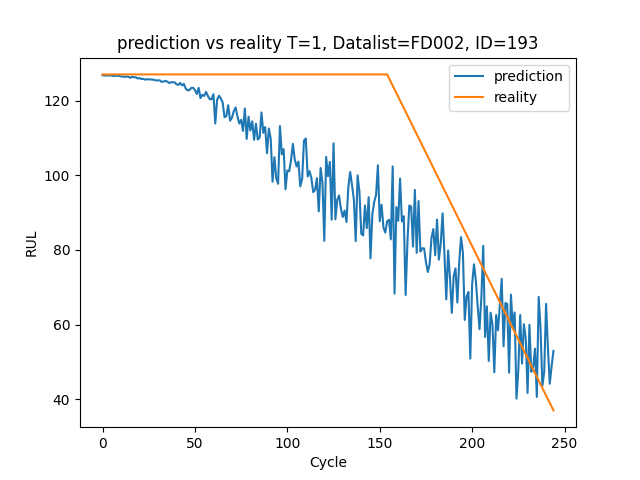 prediction vs reality T=1, Datalist=FD002, ID=193
prediction
reality
120
100
80
60
40
RUL
0
50
100
150
200
250
Cycle